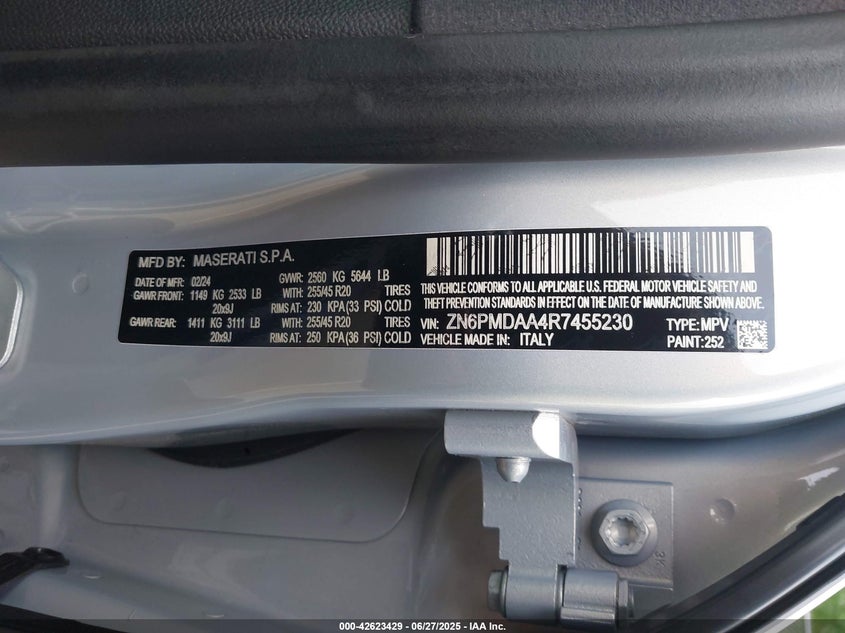 MFD BY: MASERATI S.P.A.
DATE OF MFR: 02/24 GVWR: 2560 KG 5644 LB
GAWR FRONT: 1149 KG 2533 LB WITH: 255/45 R20 TIRES
20x9J RIMS AT: 230 KPA(33 PSI) COLD
GAWR REAR: 1411 KG 3111 LB WITH: 255/45 R20 TIRES
20x9J RIMS AT: 250 KPA(36 PSI) COLD
THIS VEHICLE CONFORMS TO ALL APPLICABLE U.S. FEDERAL MOTOR VEHICLE SAFETY AND
THEFT PREVENTION STANDARDS IN EFFECT ON THE DATE OF MANUFACTURE SHOWN ABOVE.
VIN: ZN6PMDAA4R7455230 TYPE: MPV
VEHICLE MADE IN: ITALY PAINT: 252
000-42623429 - 06/27/2025 - IAA Inc.